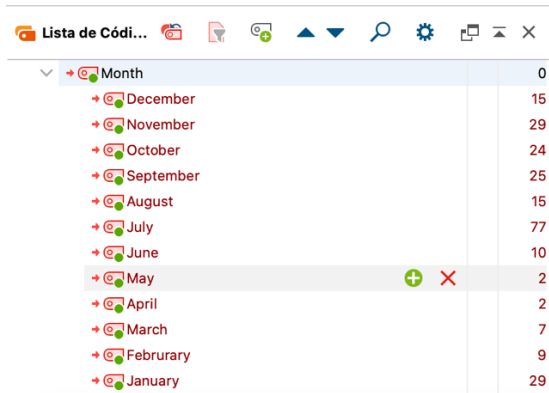 Lista de Códi...
Month 0
December 15
November 29
October 24
September 25
August 15
July 77
June 10
May 2
April 2
March 7
Februrary 9
January 29